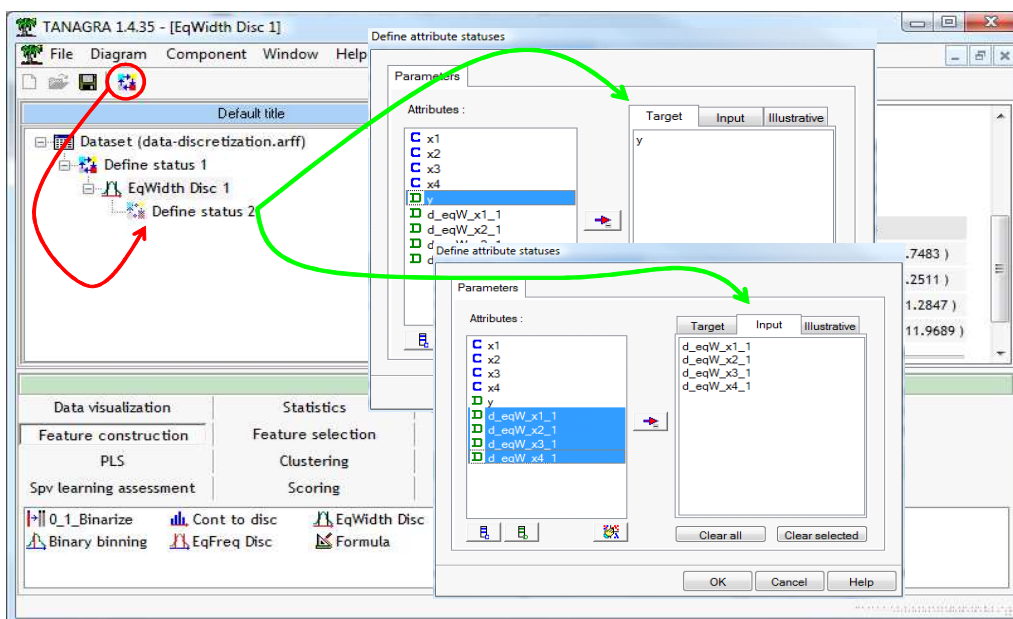 TANAGRA 1.4.35 - [EqWidth Disc 1]
File Diagram Component Window Help
Default title
Dataset (data-discretization.arff)
Define status 1
EqWidth Disc 1
Define status 2
Define attribute statuses
Parameters
Attributes :
x1
x2
x3
x4
y
d_eqW_x1_1
d_eqW_x2_1
Target Input Illustrative
y
.7483 )
.2511 )
1.2847 )
11.9689 )
Define attribute statuses
Parameters
Attributes :
x1
x2
x3
x4
y
d_eqW_x1_1
d_eqW_x2_1
d_eqW_x3_1
d_eqW_x4_1
Target Input Illustrative
d_eqW_x1_1
d_eqW_x2_1
d_eqW_x3_1
d_eqW_x4_1
Clear all Clear selected
OK Cancel Help
Data visualization Statistics
Feature construction Feature selection
PLS Clustering
Spv learning assessment Scoring
0_1_Binarize Cont to disc EqWidth Disc
Binary binning EqFreq Disc Formula